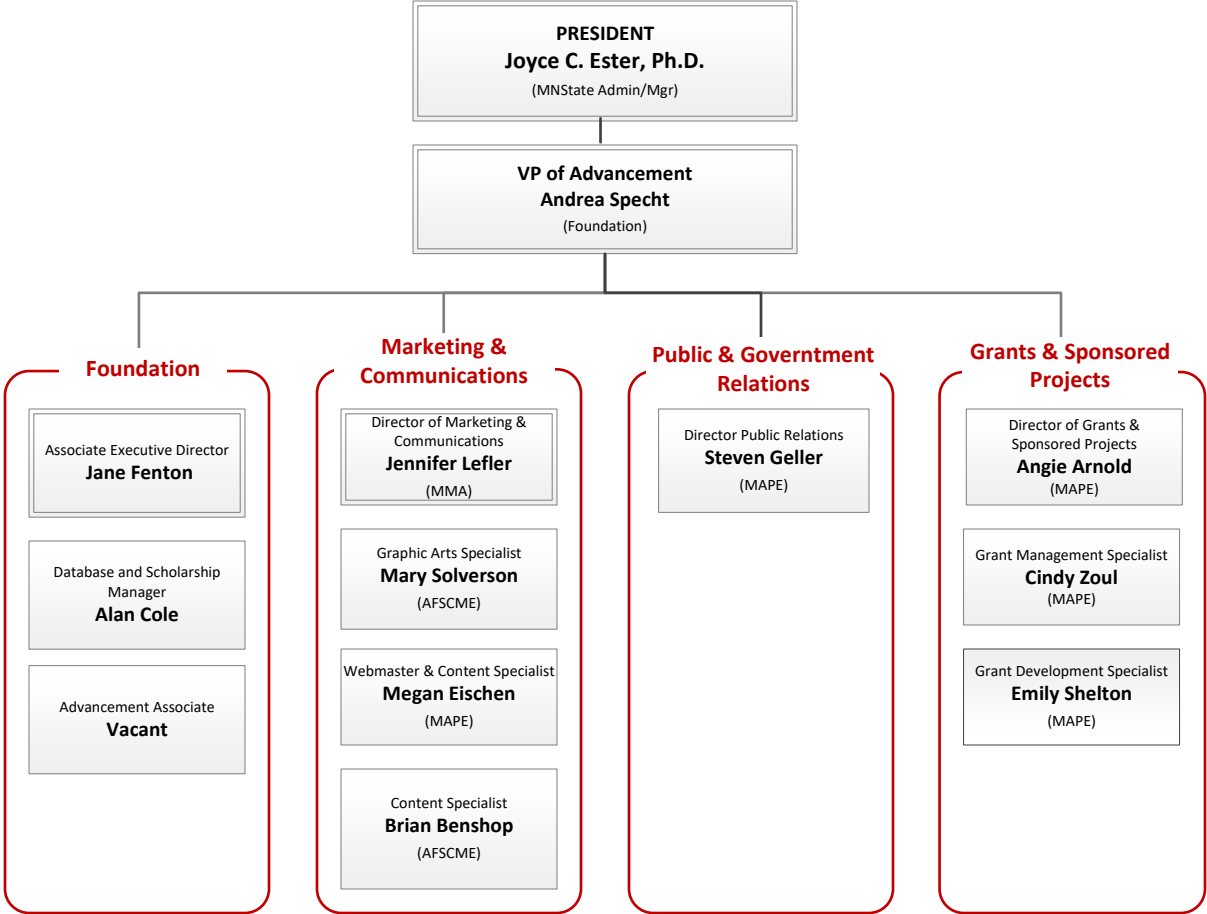 PRESIDENT
Joyce C. Ester, Ph.D.
(MNState Admin/Mgr)
VP of Advancement
Andrea Specht
(Foundation)
Foundation
Associate Executive Director
Jane Fenton
Database and Scholarship
Manager
Alan Cole
Advancement Associate
Vacant
Marketing &
Communications
Director of Marketing &
Communications
Jennifer Lefler
(MMA)
Graphic Arts Specialist
Mary Solverson
(AFSCME)
Webmaster & Content Specialist
Megan Eischen
(MAPE)
Content Specialist
Brian Benshop
(AFSCME)
Public & Governtment
Relations
Director Public Relations
Steven Geller
(MAPE)
Grants & Sponsored
Projects
Director of Grants &
Sponsored Projects
Angie Arnold
(MAPE)
Grant Management Specialist
Cindy Zoul
(MAPE)
Grant Development Specialist
Emily Shelton
(MAPE)